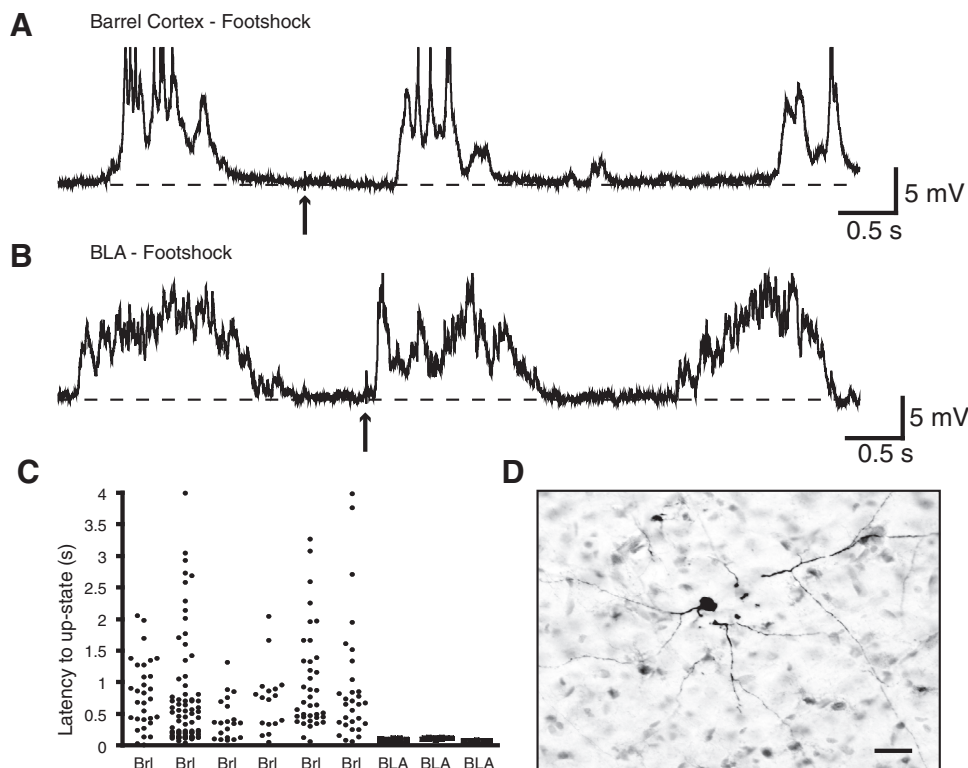 A
Barrel Cortex - Footshock
5 mV
0.5 s
B
BLA - Footshock
5 mV
0.5 s
C
D
Latency to up-state (s)
4
3.5
3
2.5
2
1.5
1
0.5
0
Brl Brl Brl Brl Brl Brl BLA BLA BLA